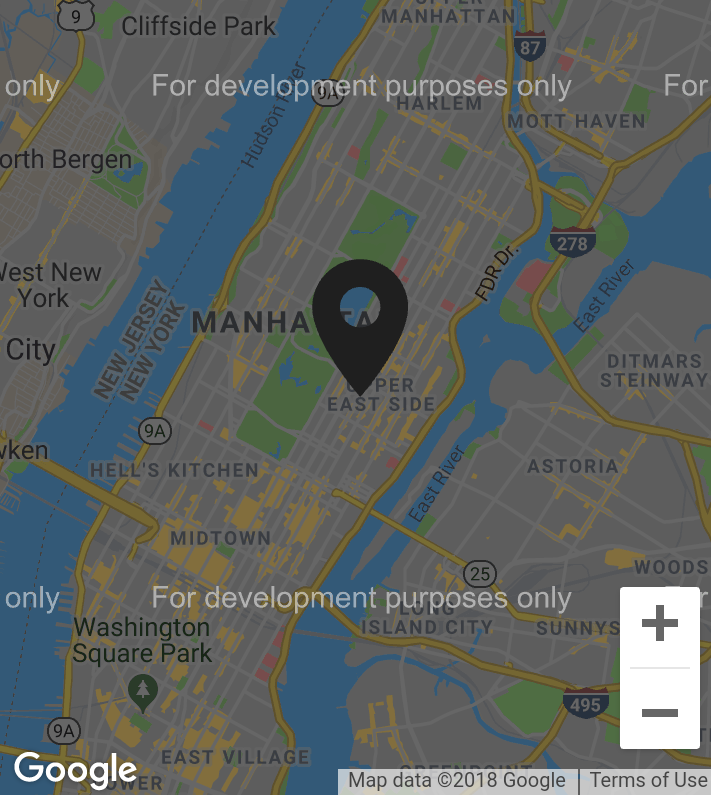 UPPER
MANHATTAN
9
Cliffside Park
87
only
For development purposes only
For
9A
HARLEM
MOTT HAVEN
Hudson River
orth Bergen
278
FDR Dr.
East River
West New
York
NEW JERSEY
NEW YORK
City
DITMARS
STEINWAY
UPPER
EAST SIDE
9A
wken
HELL'S KITCHEN
East River
ASTORIA
MIDTOWN
25
WOODS
only
For development purposes only
LONG
ISLAND CITY
SUNNYS
Washington
Square Park
495
9A
EAST VILLAGE
GREENPOINT
OWER
Google
Map data ©2018 Google
Terms of Use